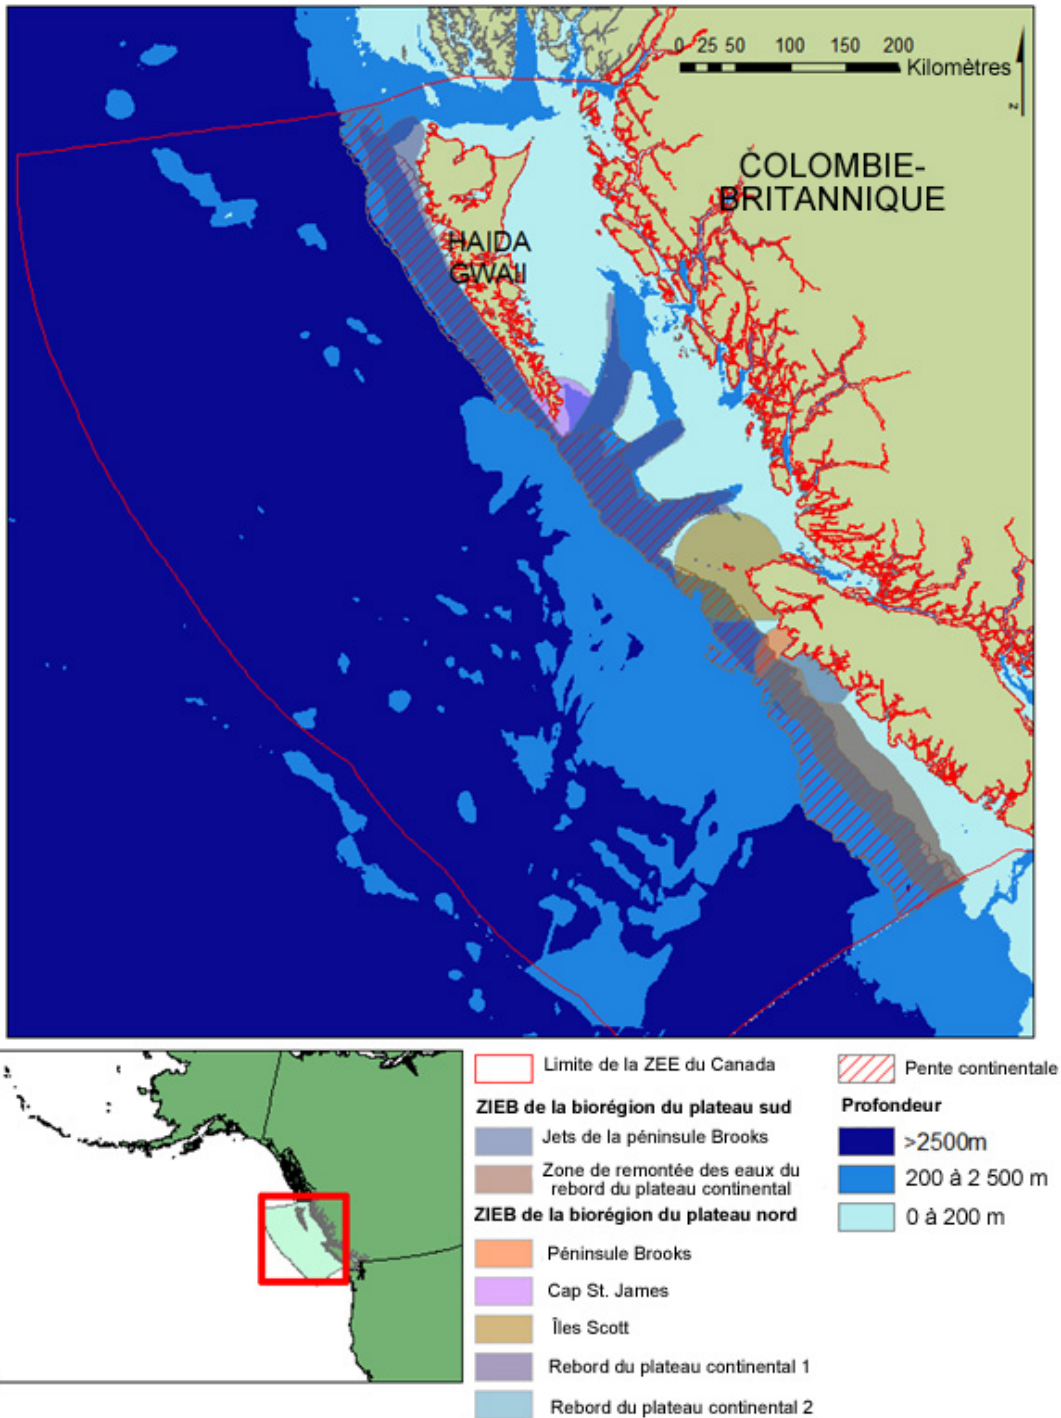 0 25 50 100 150 200
Kilomètres
z
COLOMBIE-
BRITANNIQUE
HAIDA
GWAII
Limite de la ZEE du Canada
ZIEB de la biorégion du plateau sud
Jets de la péninsule Brooks
Zone de remontée des eaux du
rebord du plateau continental
ZIEB de la biorégion du plateau nord
Péninsule Brooks
Cap St. James
Îles Scott
Rebord du plateau continental 1
Rebord du plateau continental 2
Pente continentale
Profondeur
>2500m
200 à 2 500 m
0 à 200 m